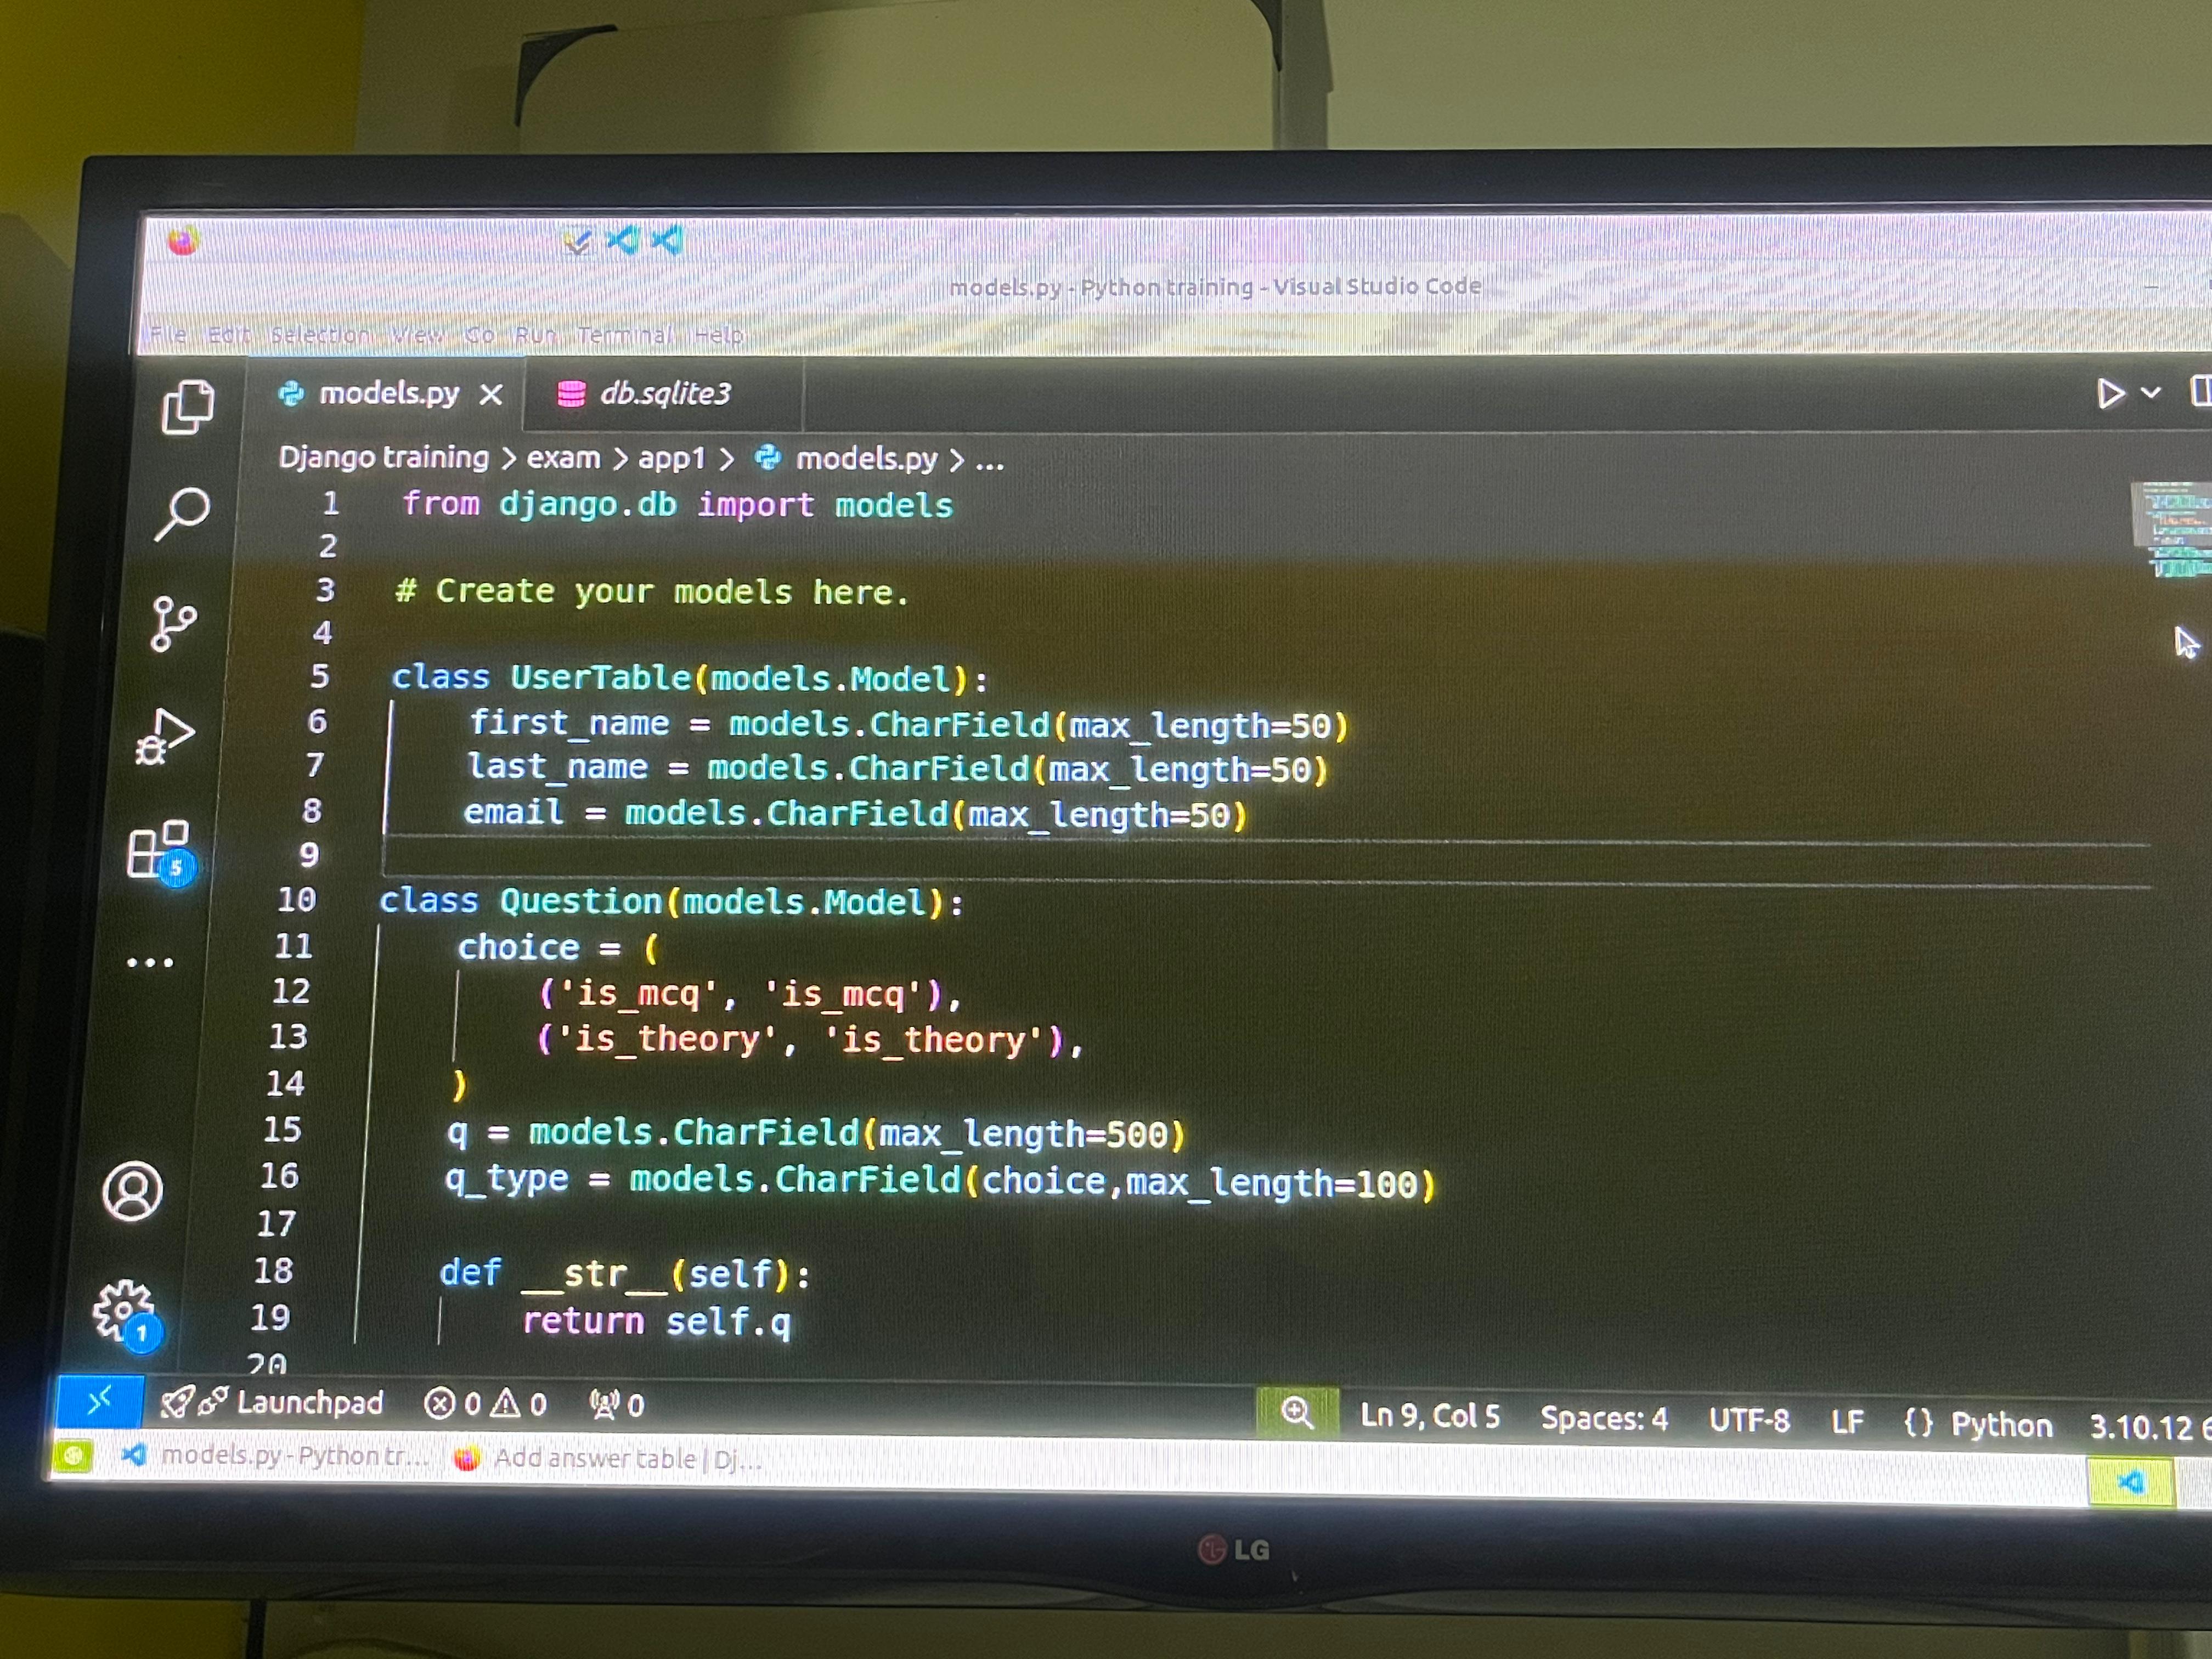 models.py - Python training - Visual Studio Code
File Edit Selection View Go Run Terminal Help
models.py
db.sqlite3
Django training > exam > app1 > models.py > ...
1 from django.db import models
2
3 # Create your models here.
4
5 class UserTable(models.Model):
6     first_name = models.CharField(max_length=50)
7     last_name = models.CharField(max_length=50)
8     email = models.CharField(max_length=50)
9
10 class Question(models.Model):
11     choice = (
12         ('is_mcq', 'is_mcq'),
13         ('is_theory', 'is_theory'),
14     )
15     q = models.CharField(max_length=500)
16     q_type = models.CharField(choice,max_length=100)
17
18     def __str__(self):
19         return self.q
20
5
1
Launchpad 0 0 0 Ln 9, Col 5 Spaces: 4 UTF-8 LF {} Python 3.10.12 6
models.py - Python tr... Add answer table | Dj...
LG